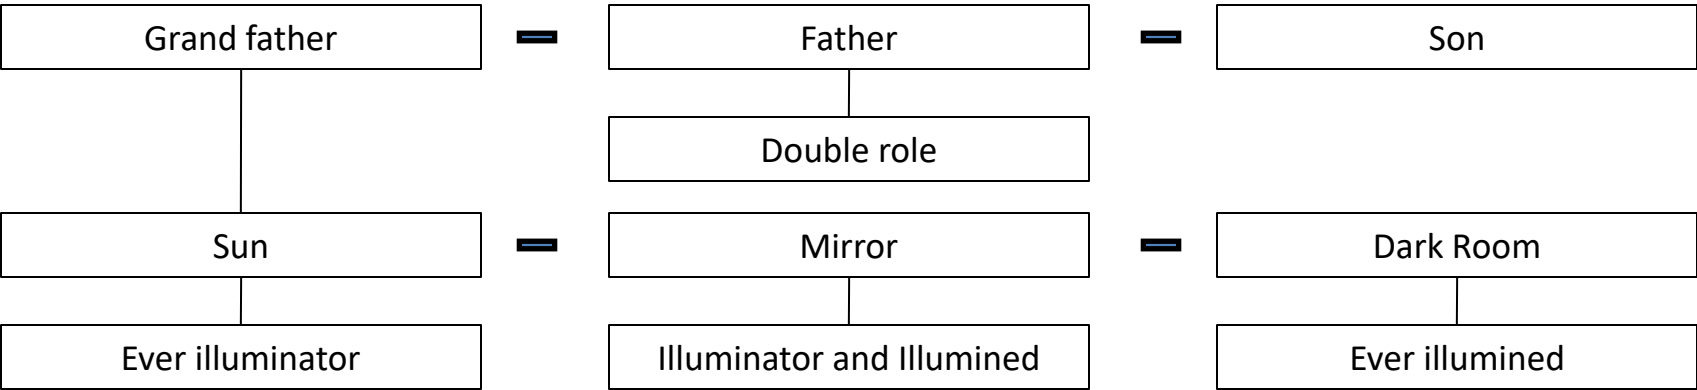 Grand father
Father
Son
Double role
Sun
Mirror
Dark Room
Ever illuminator
Illuminator and Illumined
Ever illumined